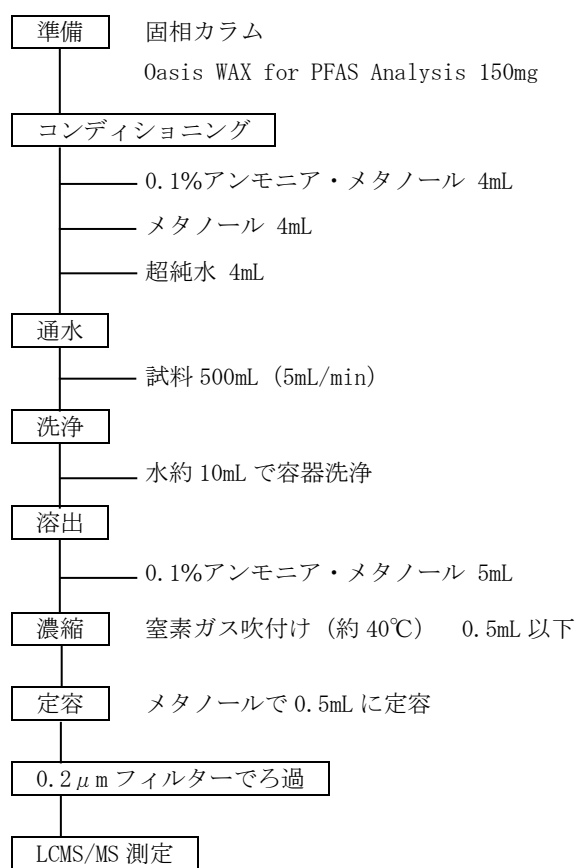 準備 固相カラム
Oasis WAX for PFAS Analysis 150mg
コンディショニング
0.1%アンモニア・メタノール 4mL
メタノール 4mL
超純水 4mL
通水
試料 500mL (5mL/min)
洗浄
水約 10mL で容器洗浄
溶出
0.1%アンモニア・メタノール 5mL
濃縮 窒素ガス吹付け (約 40℃) 0.5mL 以下
定容 メタノールで 0.5mL に定容
0.2μm フィルターでろ過
LCMS/MS 測定